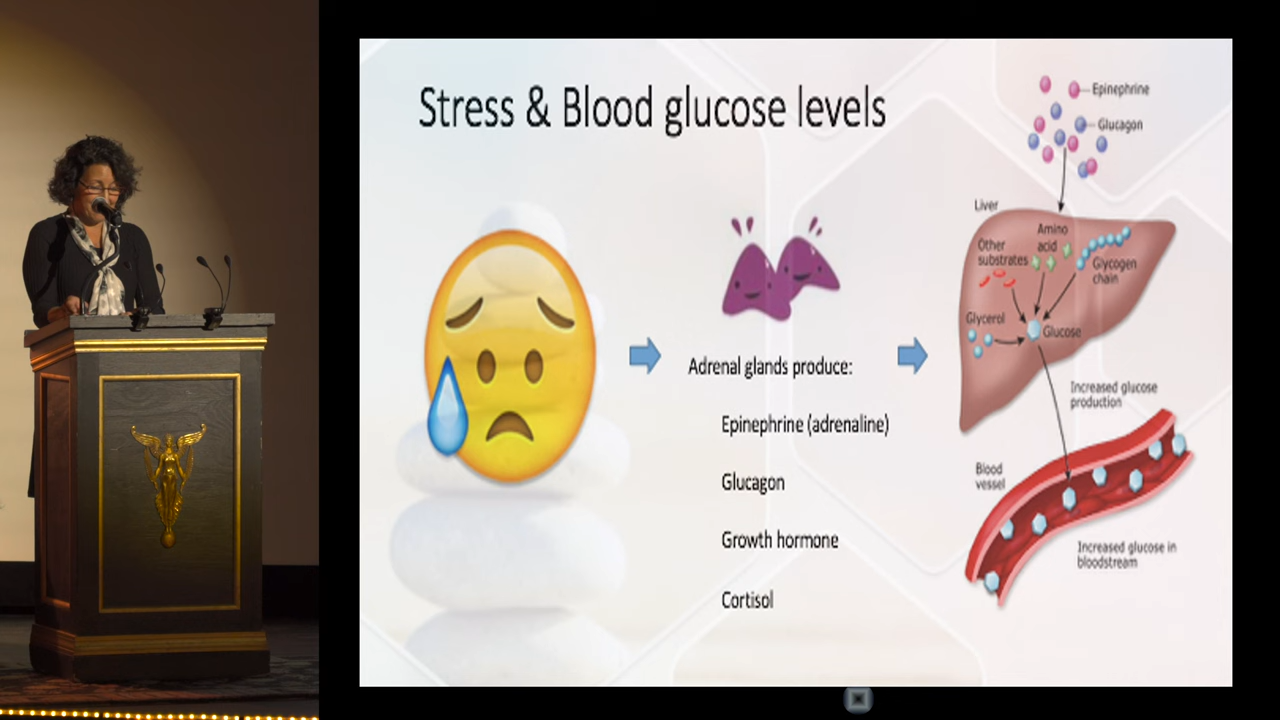 Stress & Blood glucose levels
Adrenal glands produce:
Epinephrine (adrenaline)
Glucagon
Growth hormone
Cortisol
Epinephrine
Glucagon
Liver
Other
substrates
Amino
acid
Glycogen
chain
Glycerol
Glucose
Increased glucose
production
Blood
vessel
Increased glucose in
bloodstream